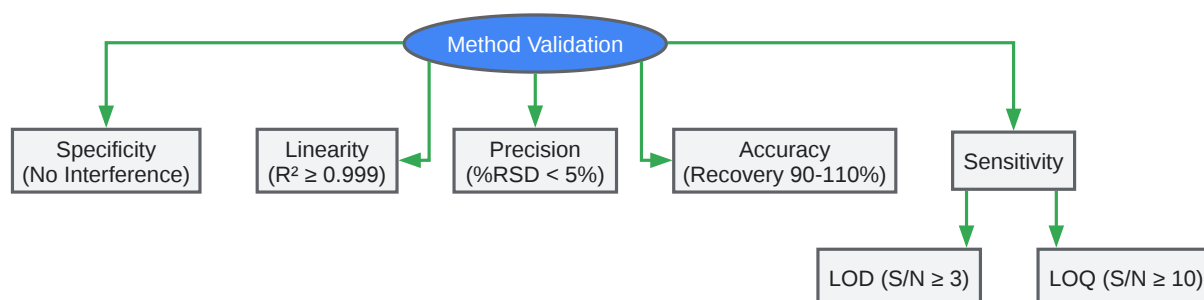 Method Validation
Specificity
(No Interference)
Linearity
(R² ≥ 0.999)
Precision
(%RSD < 5%)
Accuracy
(Recovery 90-110%)
Sensitivity
LOD (S/N ≥ 3)
LOQ (S/N ≥ 10)